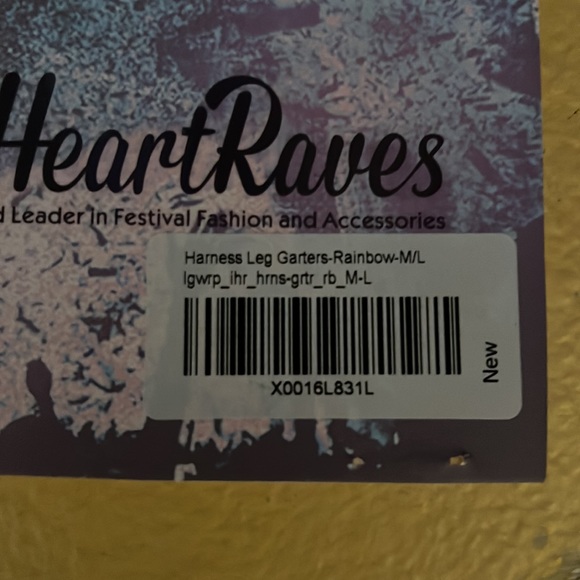 HeartRaves
d Leader in Festival Fashion and Accessories
Harness Leg Garters-Rainbow-M/L
lgwrp_ihr_hrns-grtr_rb_M-L
X0016L831L
New